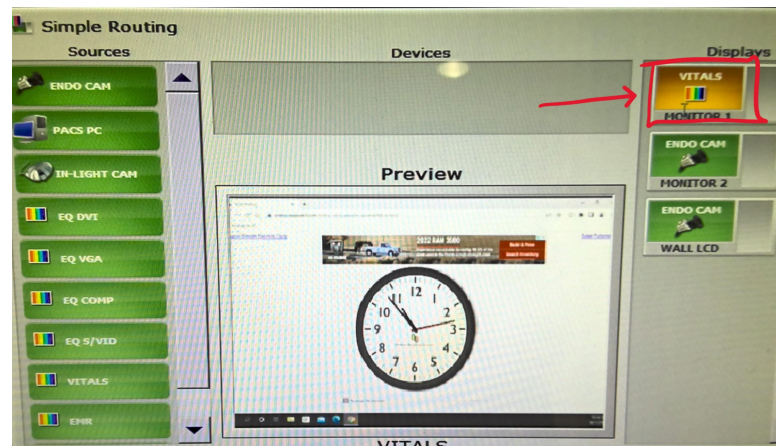 Simple Routing
Sources
Devices
Displays
ENDO CAM
PACS PC
IN-LIGHT CAM
EQ DVI
EQ VGA
EQ COMP
EQ S/VID
VITALS
EMR
Preview
2022 RAM 3500
12
1
2
3
4
5
6
7
8
9
10
11
VITALS
VITALS
MONITOR 1
ENDO CAM
MONITOR 2
ENDO CAM
WALL LCD